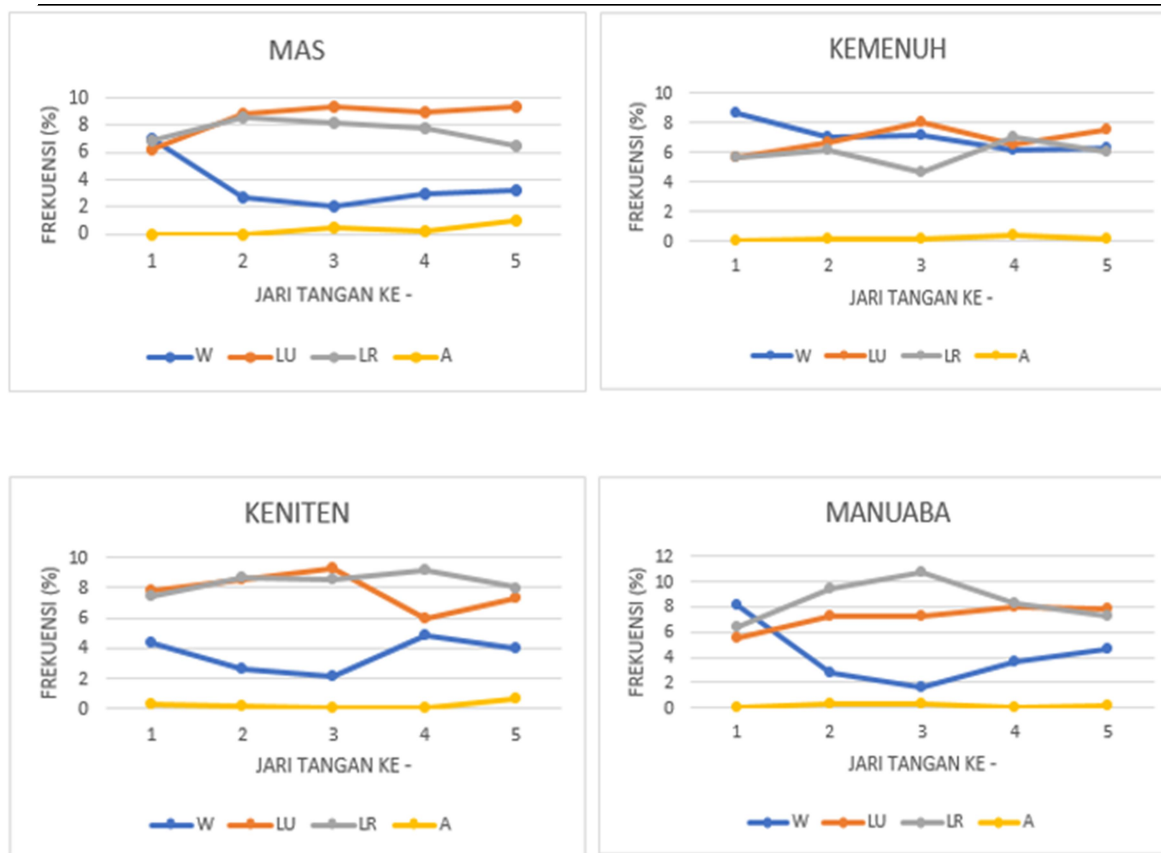 MAS
FREKUENSI (%)
10
8
6
4
2
0
1 2 3 4 5
JARI TANGAN KE -
W LU LR A
KEMENUH
FREKUENSI (%)
10
8
6
4
2
0
1 2 3 4 5
JARI TANGAN KE -
W LU LR A
KENITEN
FREKUENSI (%)
10
8
6
4
2
0
1 2 3 4 5
JARI TANGAN KE -
W LU LR A
MANUABA
FREKUENSI (%)
12
10
8
6
4
2
0
1 2 3 4 5
JARI TANGAN KE -
W LU LR A